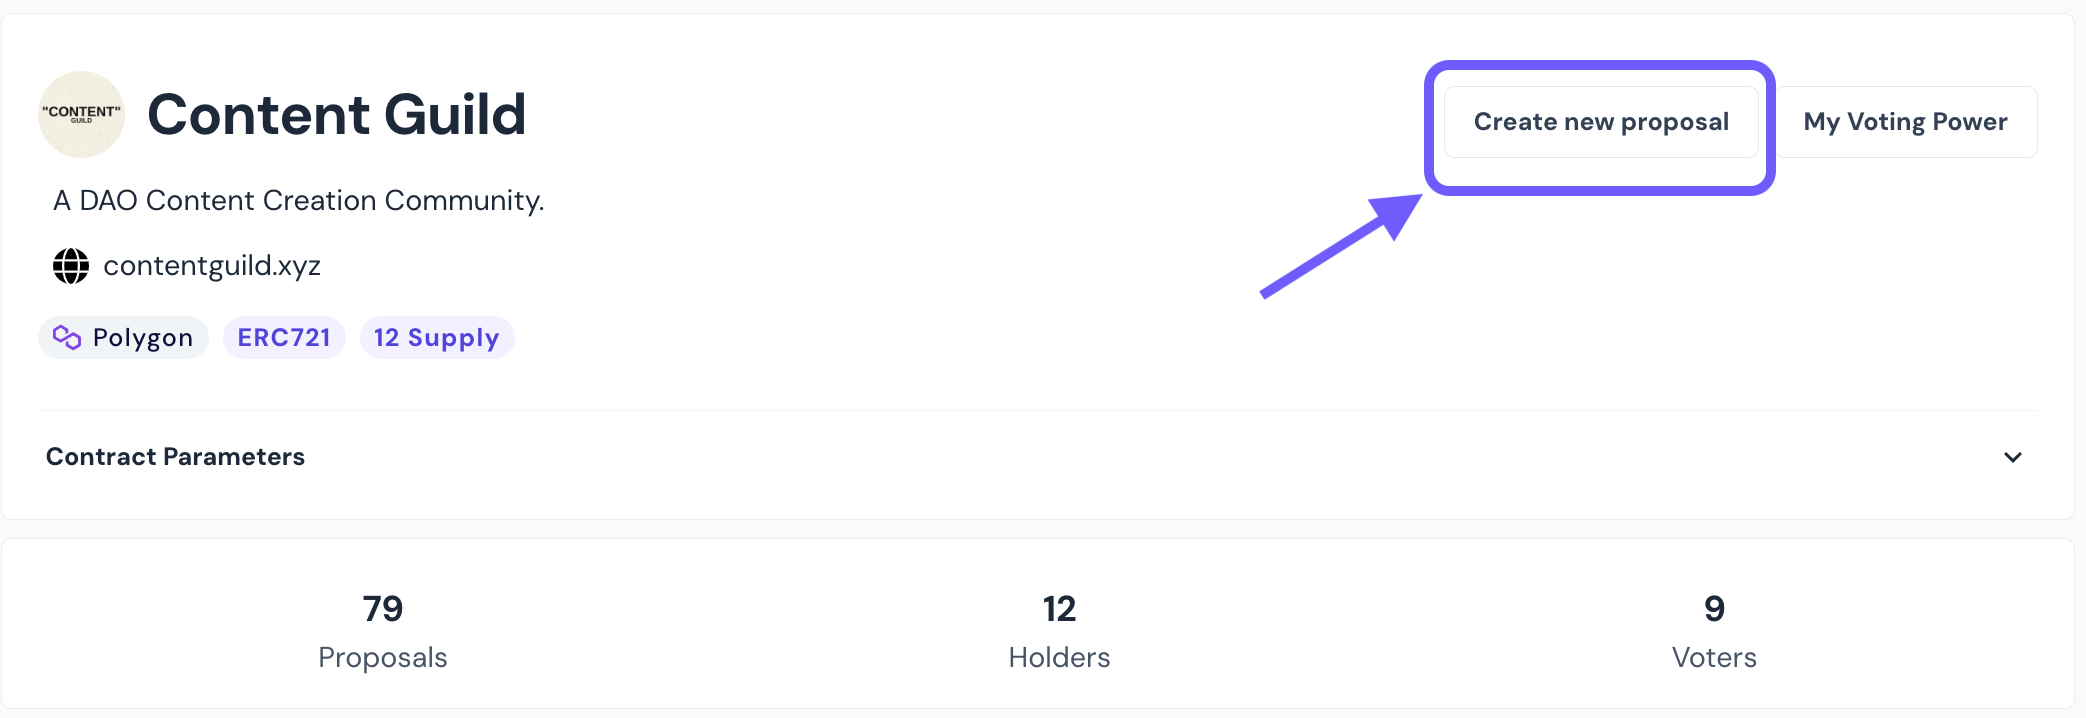 "CONTENT"
GUILD
Content Guild
Create new proposal
My Voting Power
A DAO Content Creation Community.
contentguild.xyz
Polygon
ERC721
12 Supply
Contract Parameters
79
Proposals
12
Holders
9
Voters